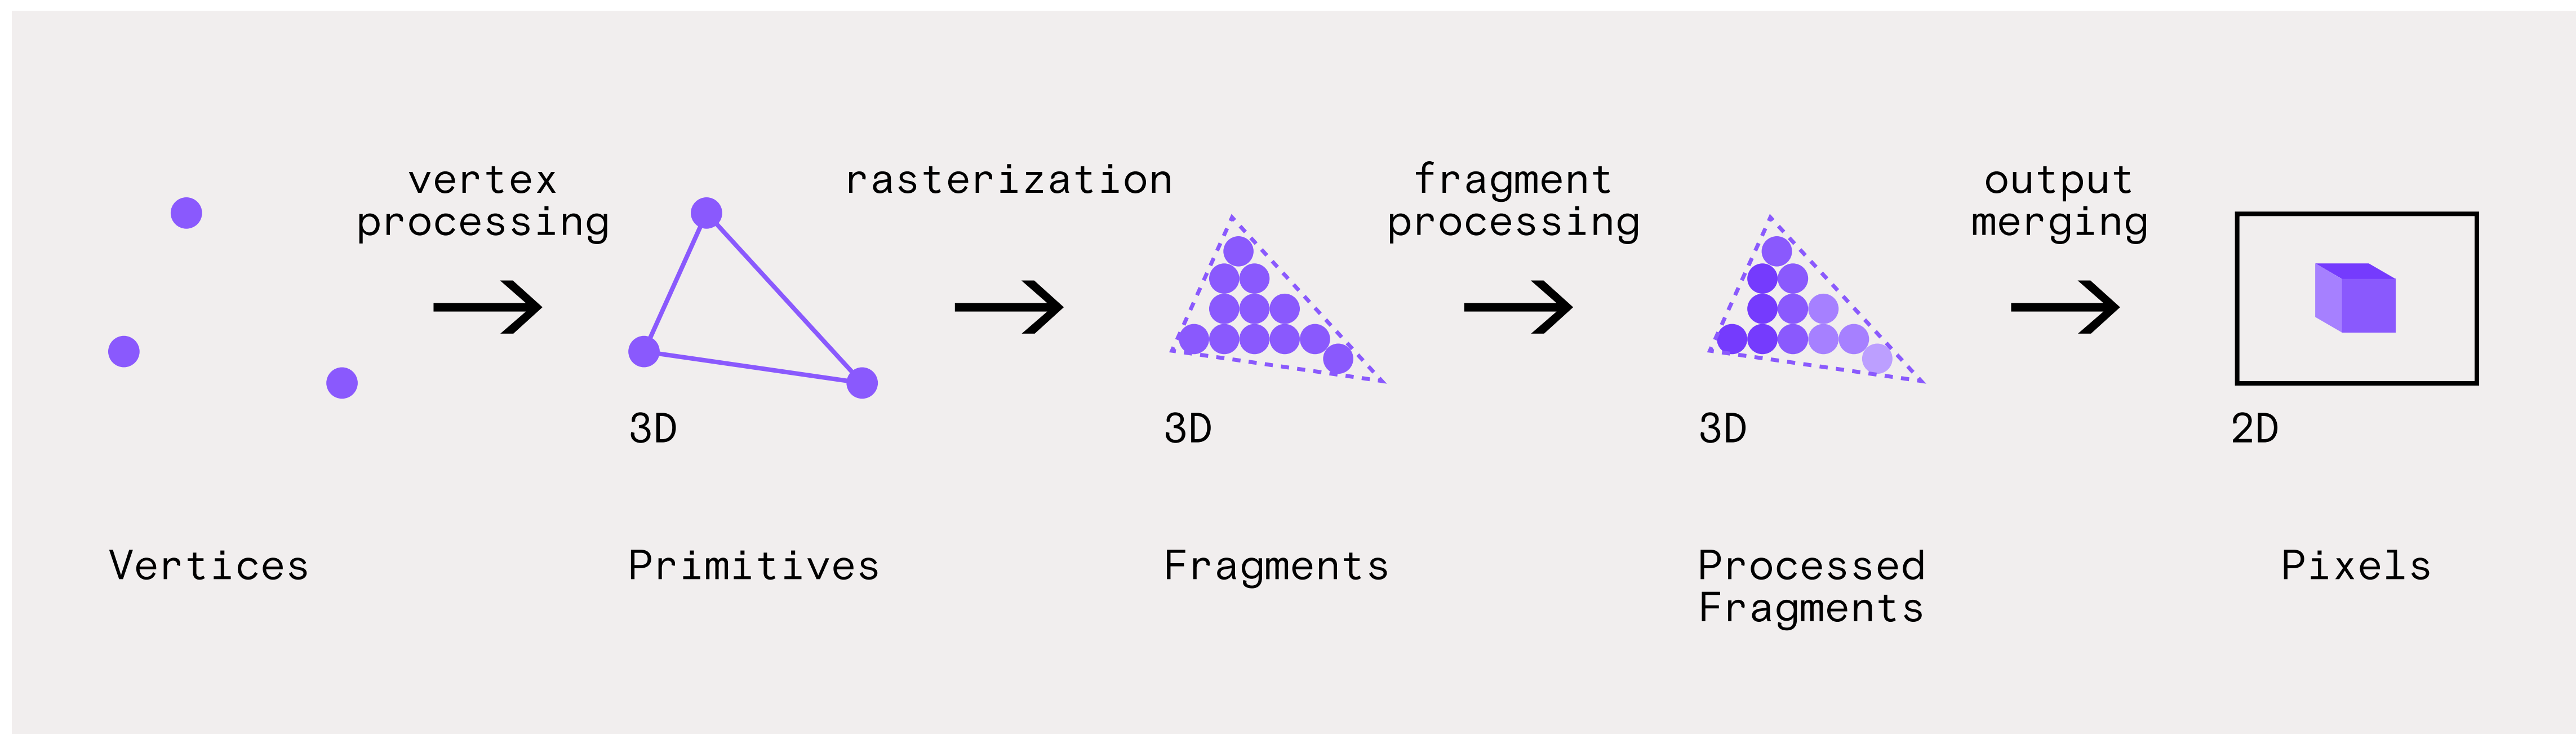 vertex
processing
rasterization
fragment
processing
output
merging
3D
3D
3D
2D
Vertices
Primitives
Fragments
Processed
Fragments
Pixels